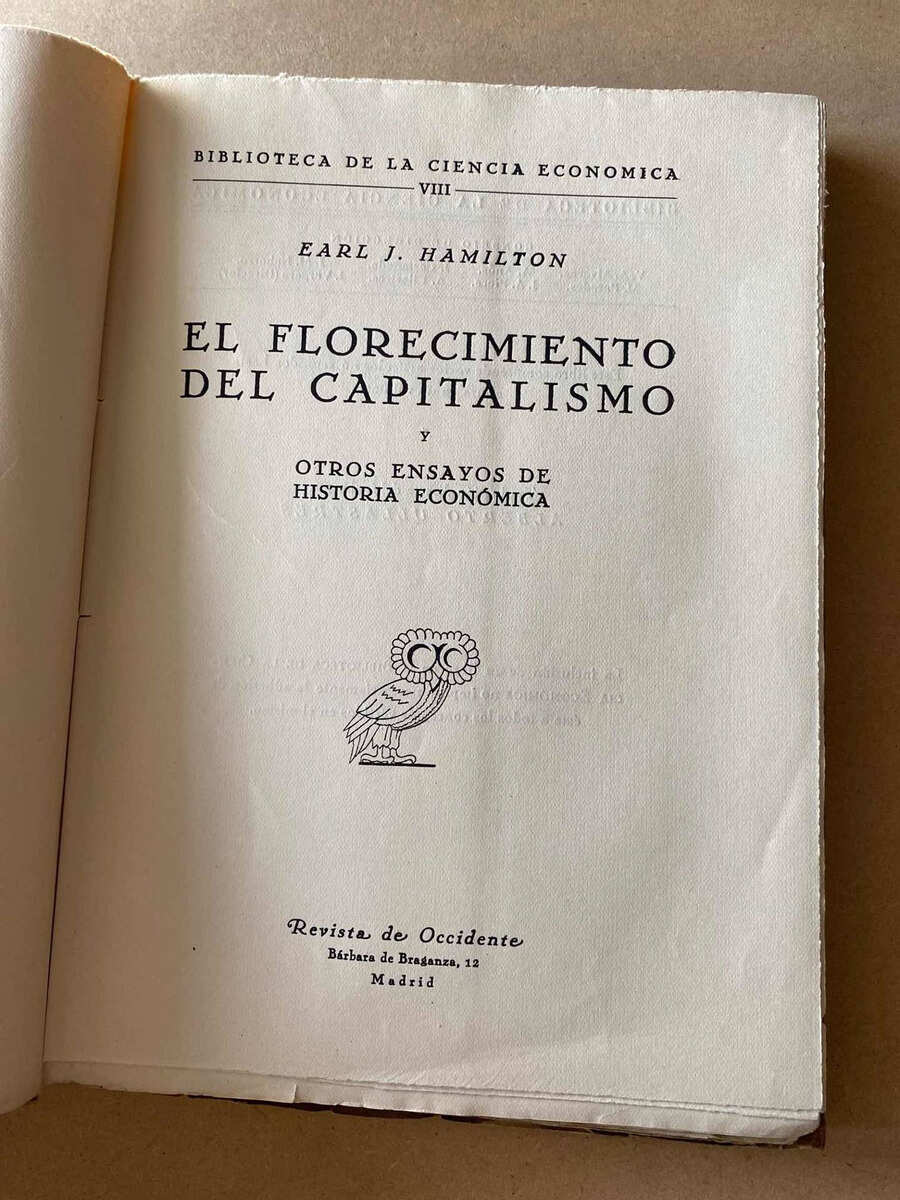 BIBLIOTECA DE LA CIENCIA ECONOMICA
VIII
EARL J. HAMILTON
EL FLORECIMIENTO
DEL CAPITALISMO
Y
OTROS ENSAYOS DE
HISTORIA ECONÓMICA
Revista de Occidente
Bárbara de Braganza, 12
Madrid